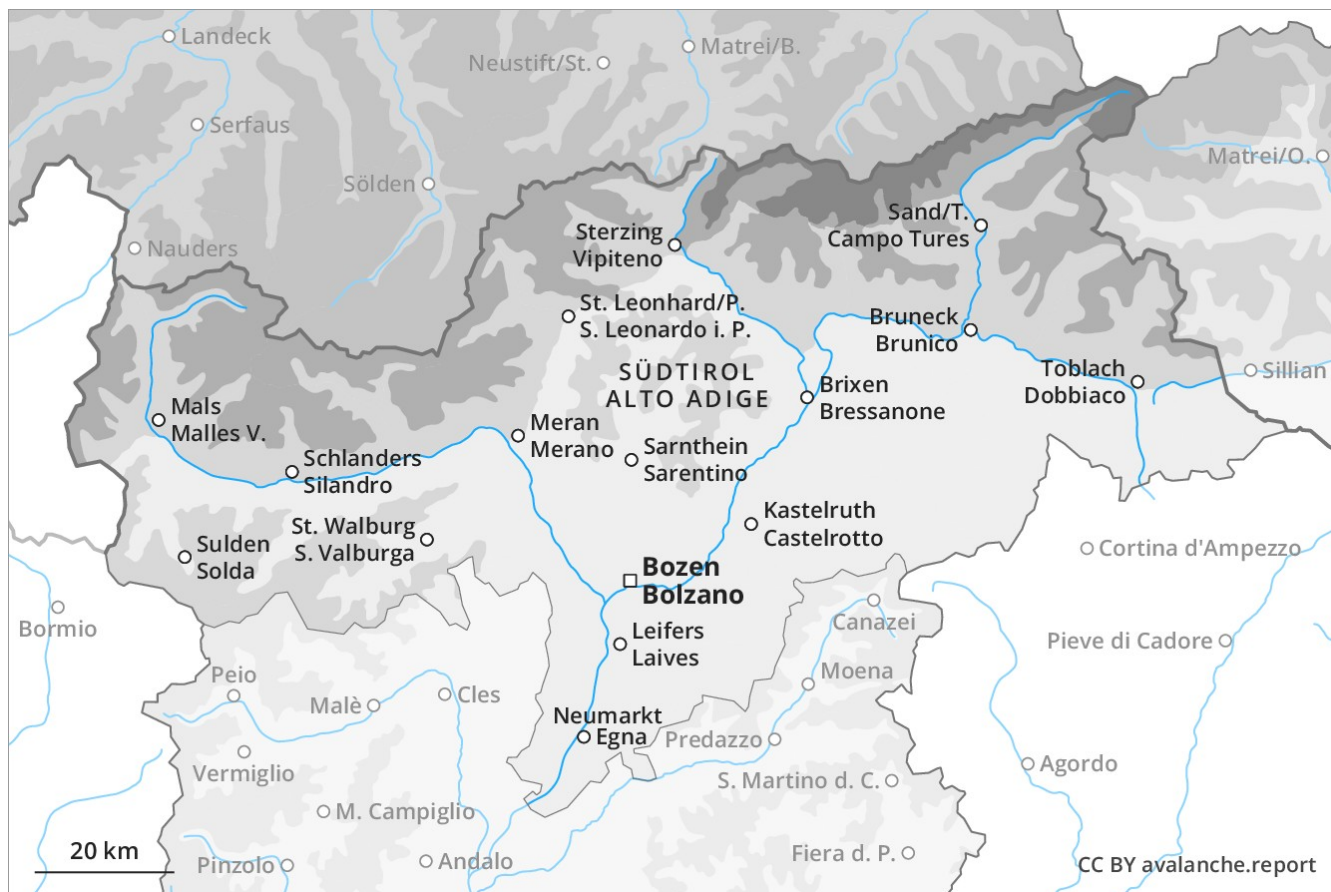 Landeck
Matrei/B.
Neustift/St.
Serfaus
Matrei/O.
Sölden
Sand/T.
Campo Tures
Sterzing
Vipiteno
Nauders
St. Leonhard/P.
S. Leonardo i. P.
Bruneck
Brunico
SÜDTIROL
ALTO ADIGE
Toblach
Dobbiaco
Sillian
Brixen
Bressanone
Mals
Malles V.
Meran
Merano
Sarnthein
Sarentino
Schlanders
Silandro
Kastelruth
Castelrotto
St. Walburg
S. Valburga
Sulden
Solda
Cortina d'Ampezzo
Bozen
Bolzano
Bormio
Canazei
Leifers
Laives
Pieve di Cadore
Peio
Moena
Malè
Cles
Neumarkt
Egna
Predazzo
Vermiglio
Agordo
S. Martino d. C.
M. Campiglio
20 km
Pinzolo
Andalo
Fiera d. P.
CC BY avalanche.report